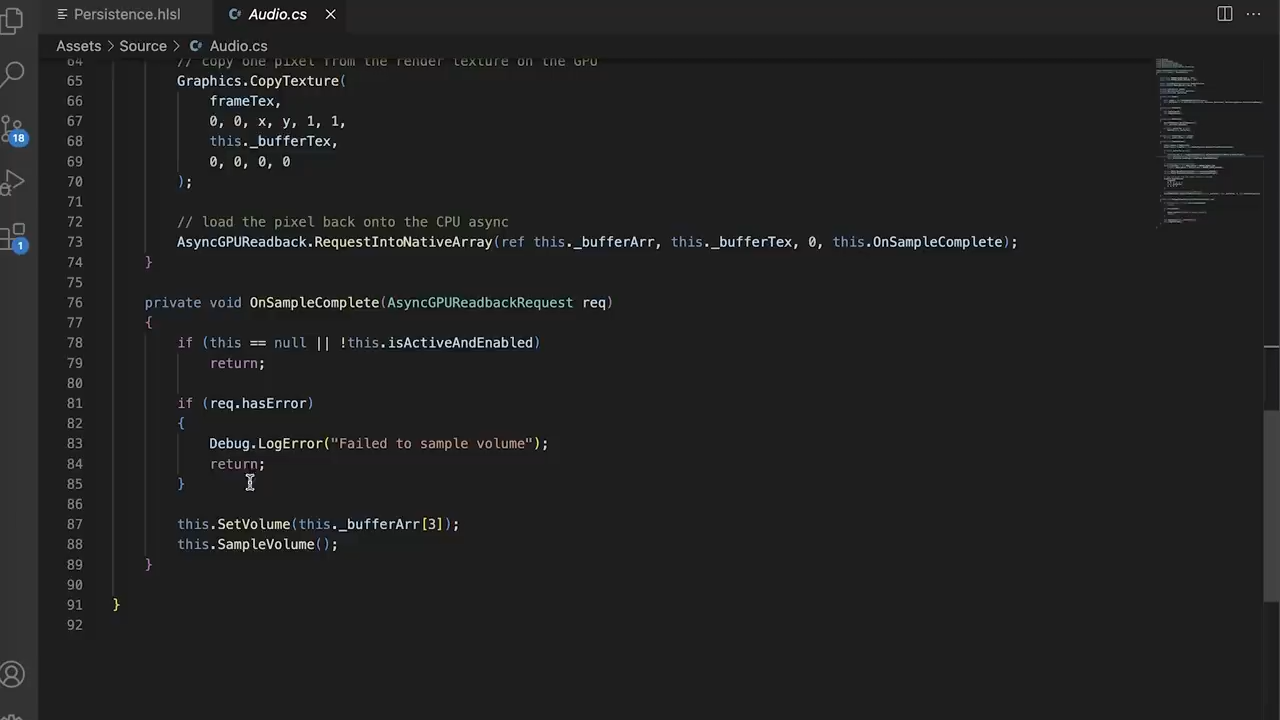 Persistence.hlsl
Audio.cs
Assets > Source > Audio.cs
64 // copy one pixel from the render texture on the GPU
65 Graphics.CopyTexture(
66 frameTex,
67 0, 0, x, y, 1, 1,
68 this._bufferTex,
69 0, 0, 0, 0
70 );
71
72 // load the pixel back onto the CPU async
73 AsyncGPUReadback.RequestIntoNativeArray(ref this._bufferArr, this._bufferTex, 0, this.OnSampleComplete);
74 }
75
76 private void OnSampleComplete(AsyncGPUReadbackRequest req)
77 {
78 if (this == null || !this.isActiveAndEnabled)
79 return;
80
81 if (req.hasError)
82 {
83 Debug.LogError("Failed to sample volume");
84 return;
85 }
86
87 this.SetVolume(this._bufferArr[3]);
88 this.SampleVolume();
89 }
90
91 }
92
18
1